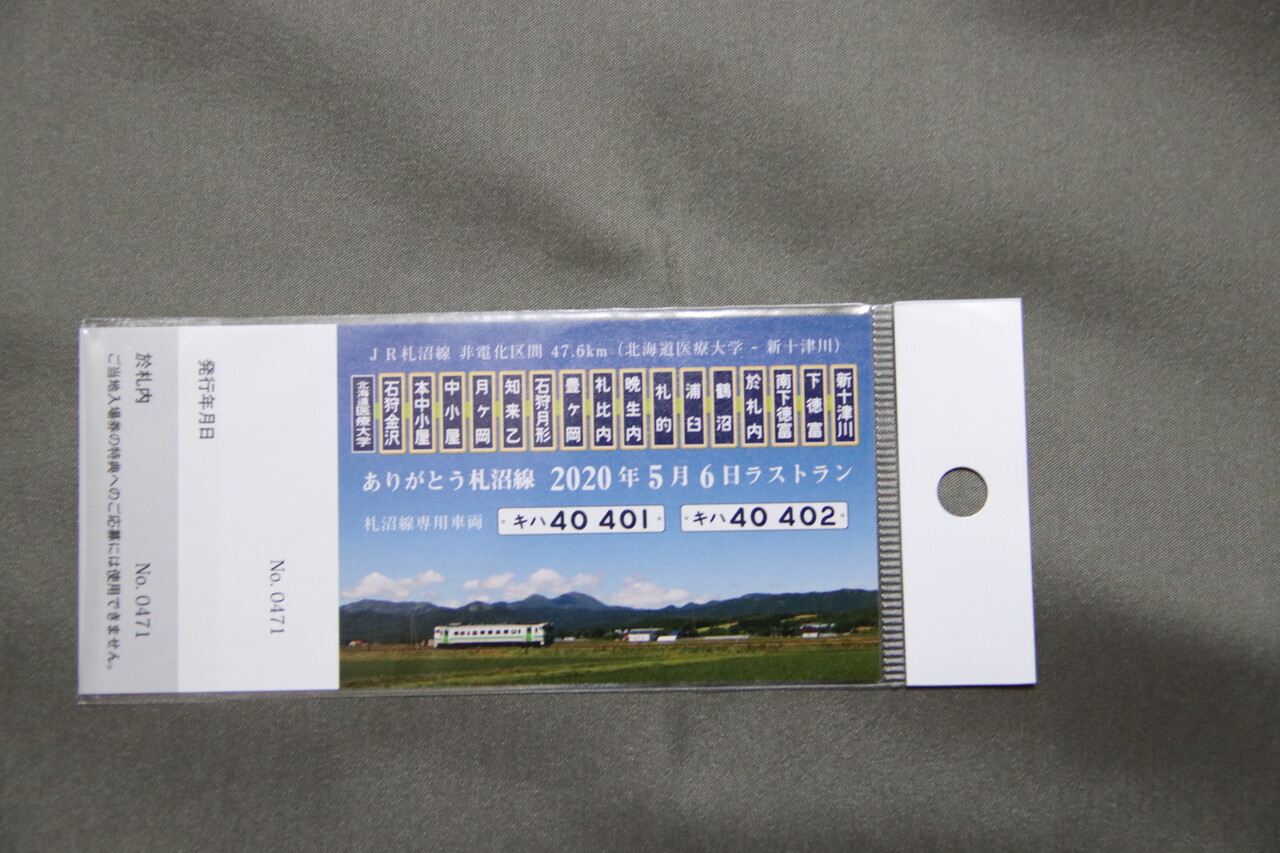 JR札沼線 非電化区間 47.6km (北海道医療大学 - 新十津川)
北海道医療大学
石狩金沢
本中小屋
中小屋
月ヶ岡
知来乙
石狩月形
豊ヶ岡
札比内
晩生内
札的
浦臼
鶴沼
於札内
南下徳富
下徳富
新十津川
ありがとう札沼線 2020年5月6日ラストラン
札沼線専用車両 キハ40 401 キハ40 402
発行年月日
No. 0471
於札内 No. 0471
ご当地入場券の特典へのご応募には使用できません。